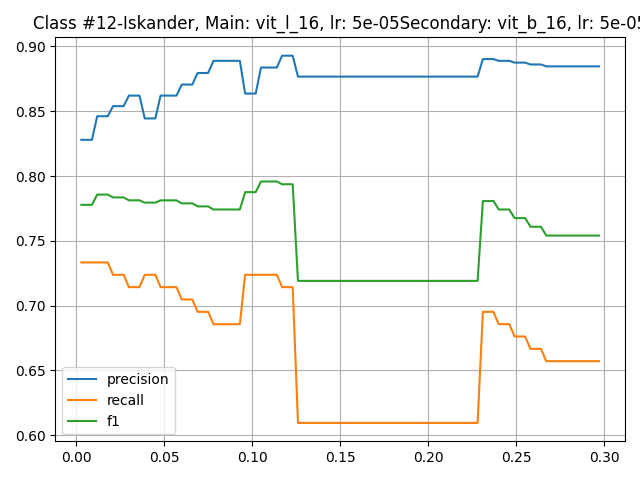 Class #12-Iskander, Main: vit_l_16, lr: 5e-05Secondary: vit_b_16, lr: 5e-05
0.90
0.85
0.80
0.75
0.70
0.65
0.60
precision
recall
f1
0.00 0.05 0.10 0.15 0.20 0.25 0.30